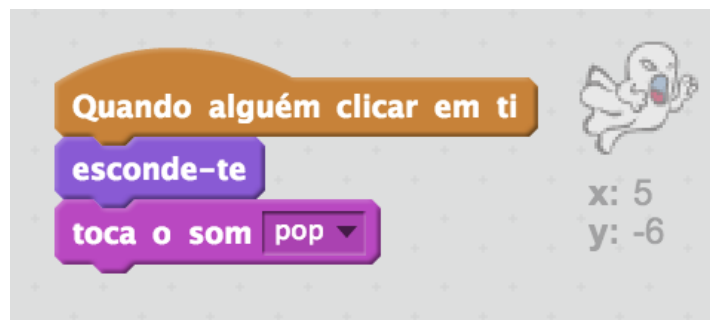 Quando alguém clicar em ti
esconde-te
toca o som pop
x: 5
y: -6